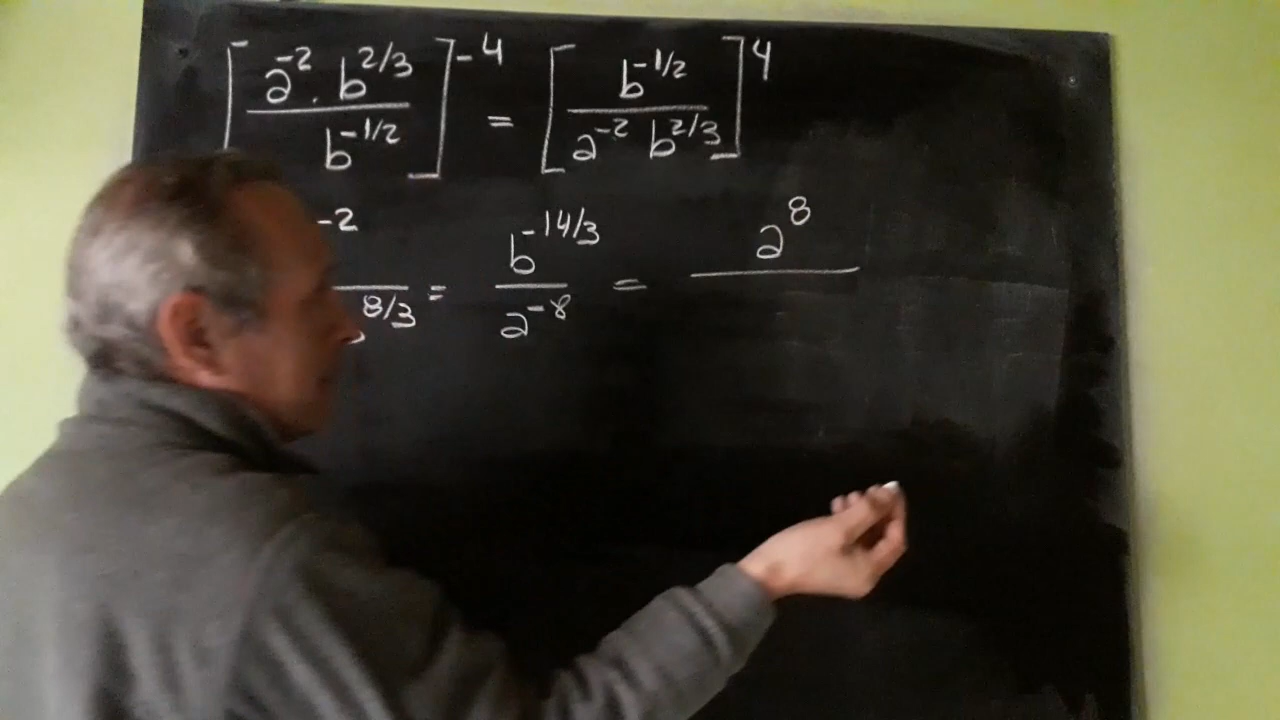 [a^-2 . b^2/3 / b^-1/2]^-4 = [b^-1/2 / a^-2 b^2/3]^4
^-2 / ^8/3 = b^-14/3 / a^-8 = a^8 /